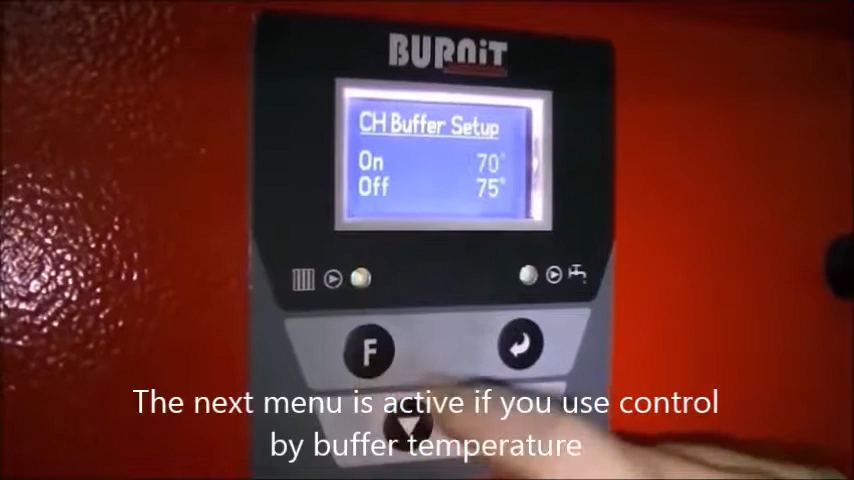 BURNiT
CH Buffer Setup
On 70°
Off 75°
F
The next menu is active if you use control
by buffer temperature